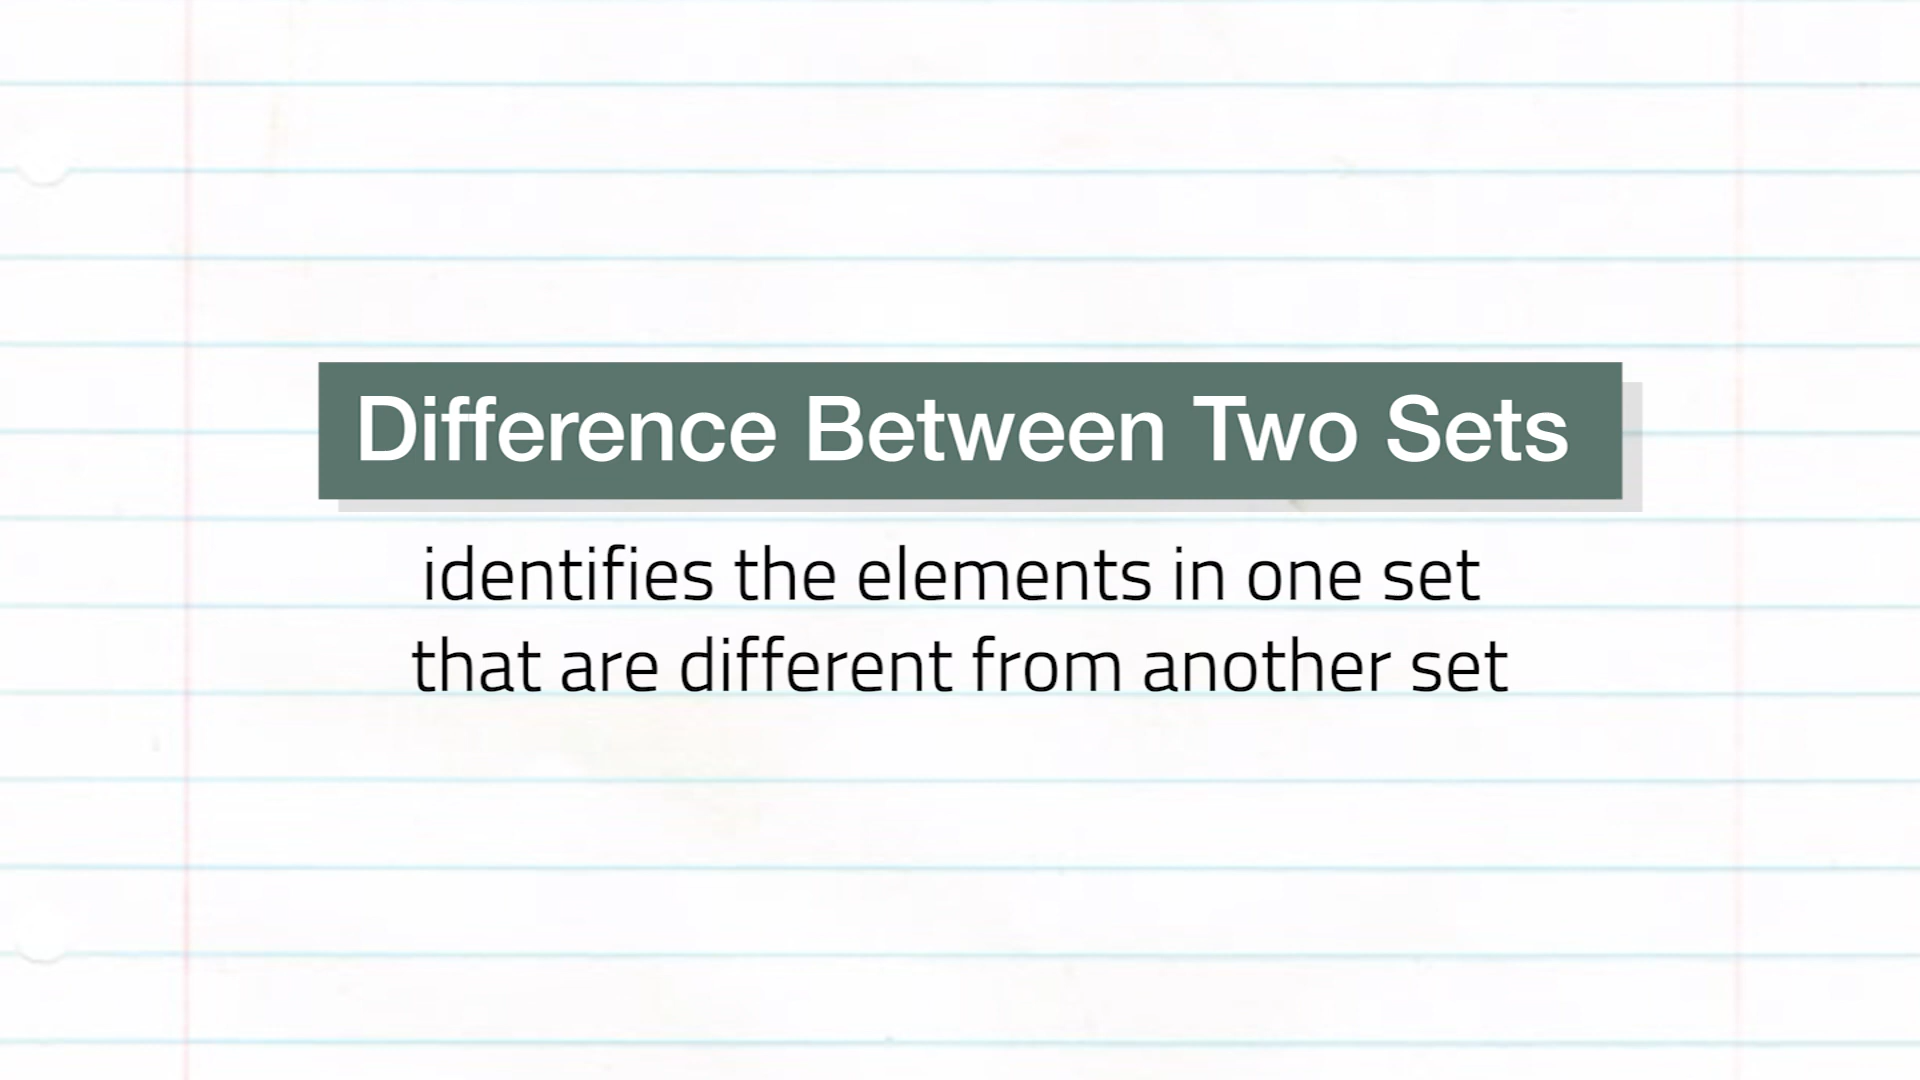 Difference Between Two Sets
identifies the elements in one set
that are different from another set